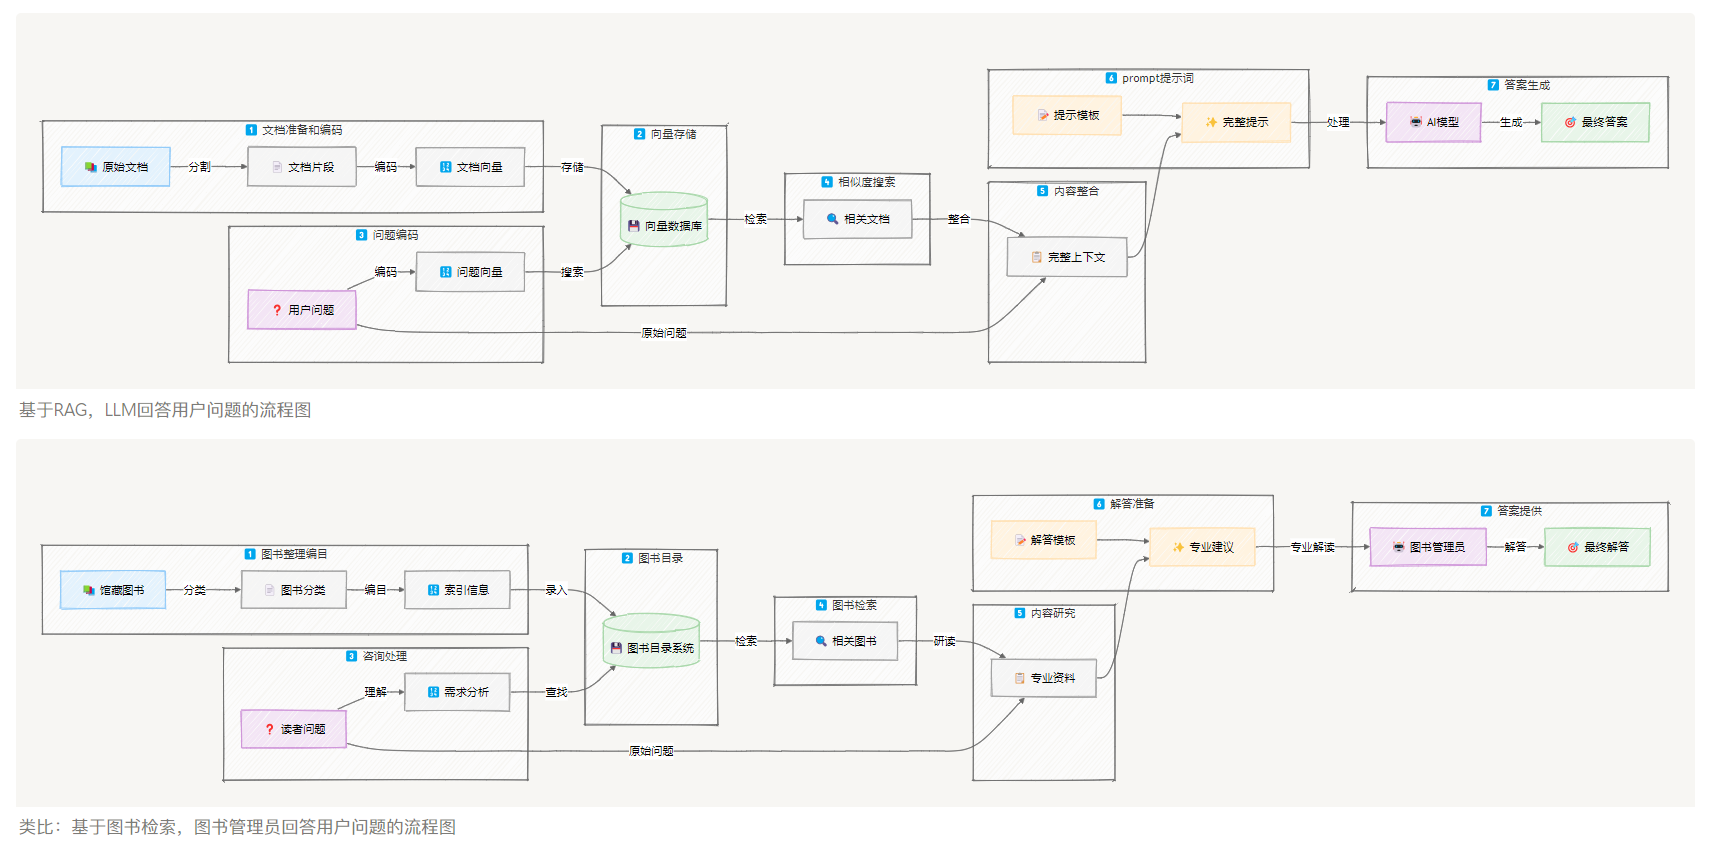 1 文档准备和编码
原始文档
分割
文档片段
编码
文档向量
存储
2 向量存储
向量数据库
3 问题编码
用户问题
编码
问题向量
搜索
原始问题
检索
4 相似度搜索
相关文档
整合
5 内容整合
完整上下文
6 prompt提示词
提示模板
完整提示
处理
7 答案生成
AI模型
生成
最终答案
基于RAG，LLM回答用户问题的流程图
1 图书整理编目
馆藏图书
分类
图书分类
编目
索引信息
录入
2 图书目录
图书目录系统
3 咨询处理
读者问题
理解
需求分析
查找
原始问题
检索
4 图书检索
相关图书
研读
5 内容研究
专业资料
6 解答准备
解答模板
专业建议
专业解读
7 答案提供
图书管理员
解答
最终解答
类比：基于图书检索，图书管理员回答用户问题的流程图